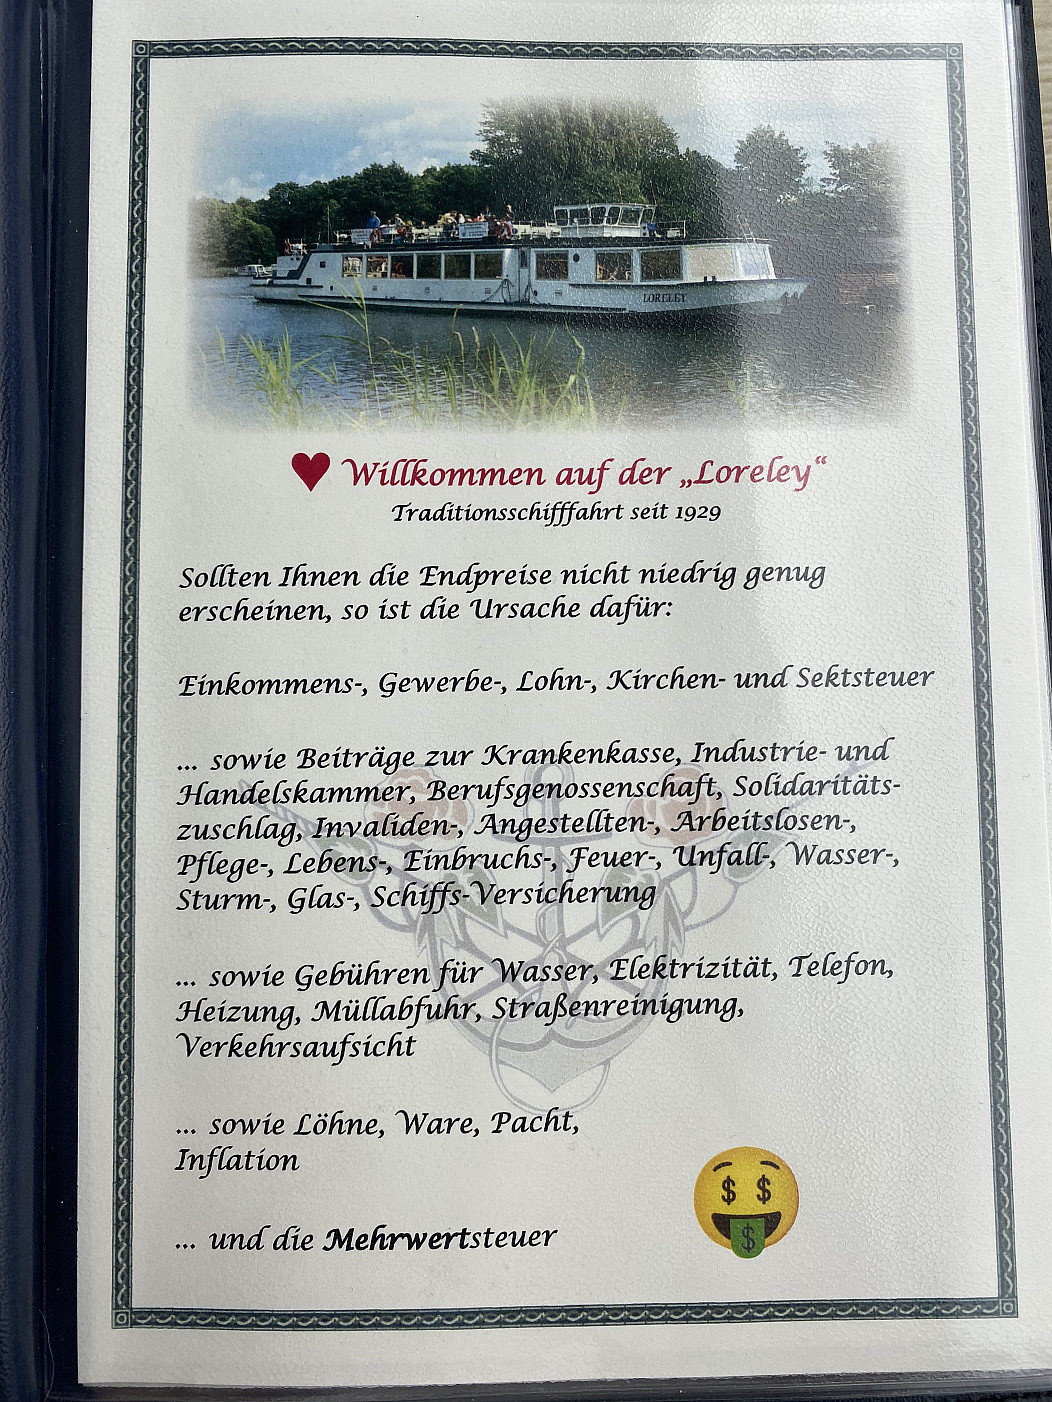 LORELEY
Willkommen auf der „Loreley“
Traditionsschifffahrt seit 1929
Sollten Ihnen die Endpreise nicht niedrig genug
erscheinen, so ist die Ursache dafür:
Einkommens-, Gewerbe-, Lohn-, Kirchen- und Sektsteuer
... sowie Beiträge zur Krankenkasse, Industrie- und
Handelskammer, Berufsgenossenschaft, Solidaritäts-
zuschlag, Invaliden-, Angestellten-, Arbeitslosen-,
Pflege-, Lebens-, Einbruchs-, Feuer-, Unfall-, Wasser-,
Sturm-, Glas-, Schiffs-Versicherung
... sowie Gebühren für Wasser, Elektrizität, Telefon,
Heizung, Müllabfuhr, Straßenreinigung,
Verkehrsaufsicht
... sowie Löhne, Ware, Pacht,
Inflation
... und die Mehrwertsteuer
$ $
$